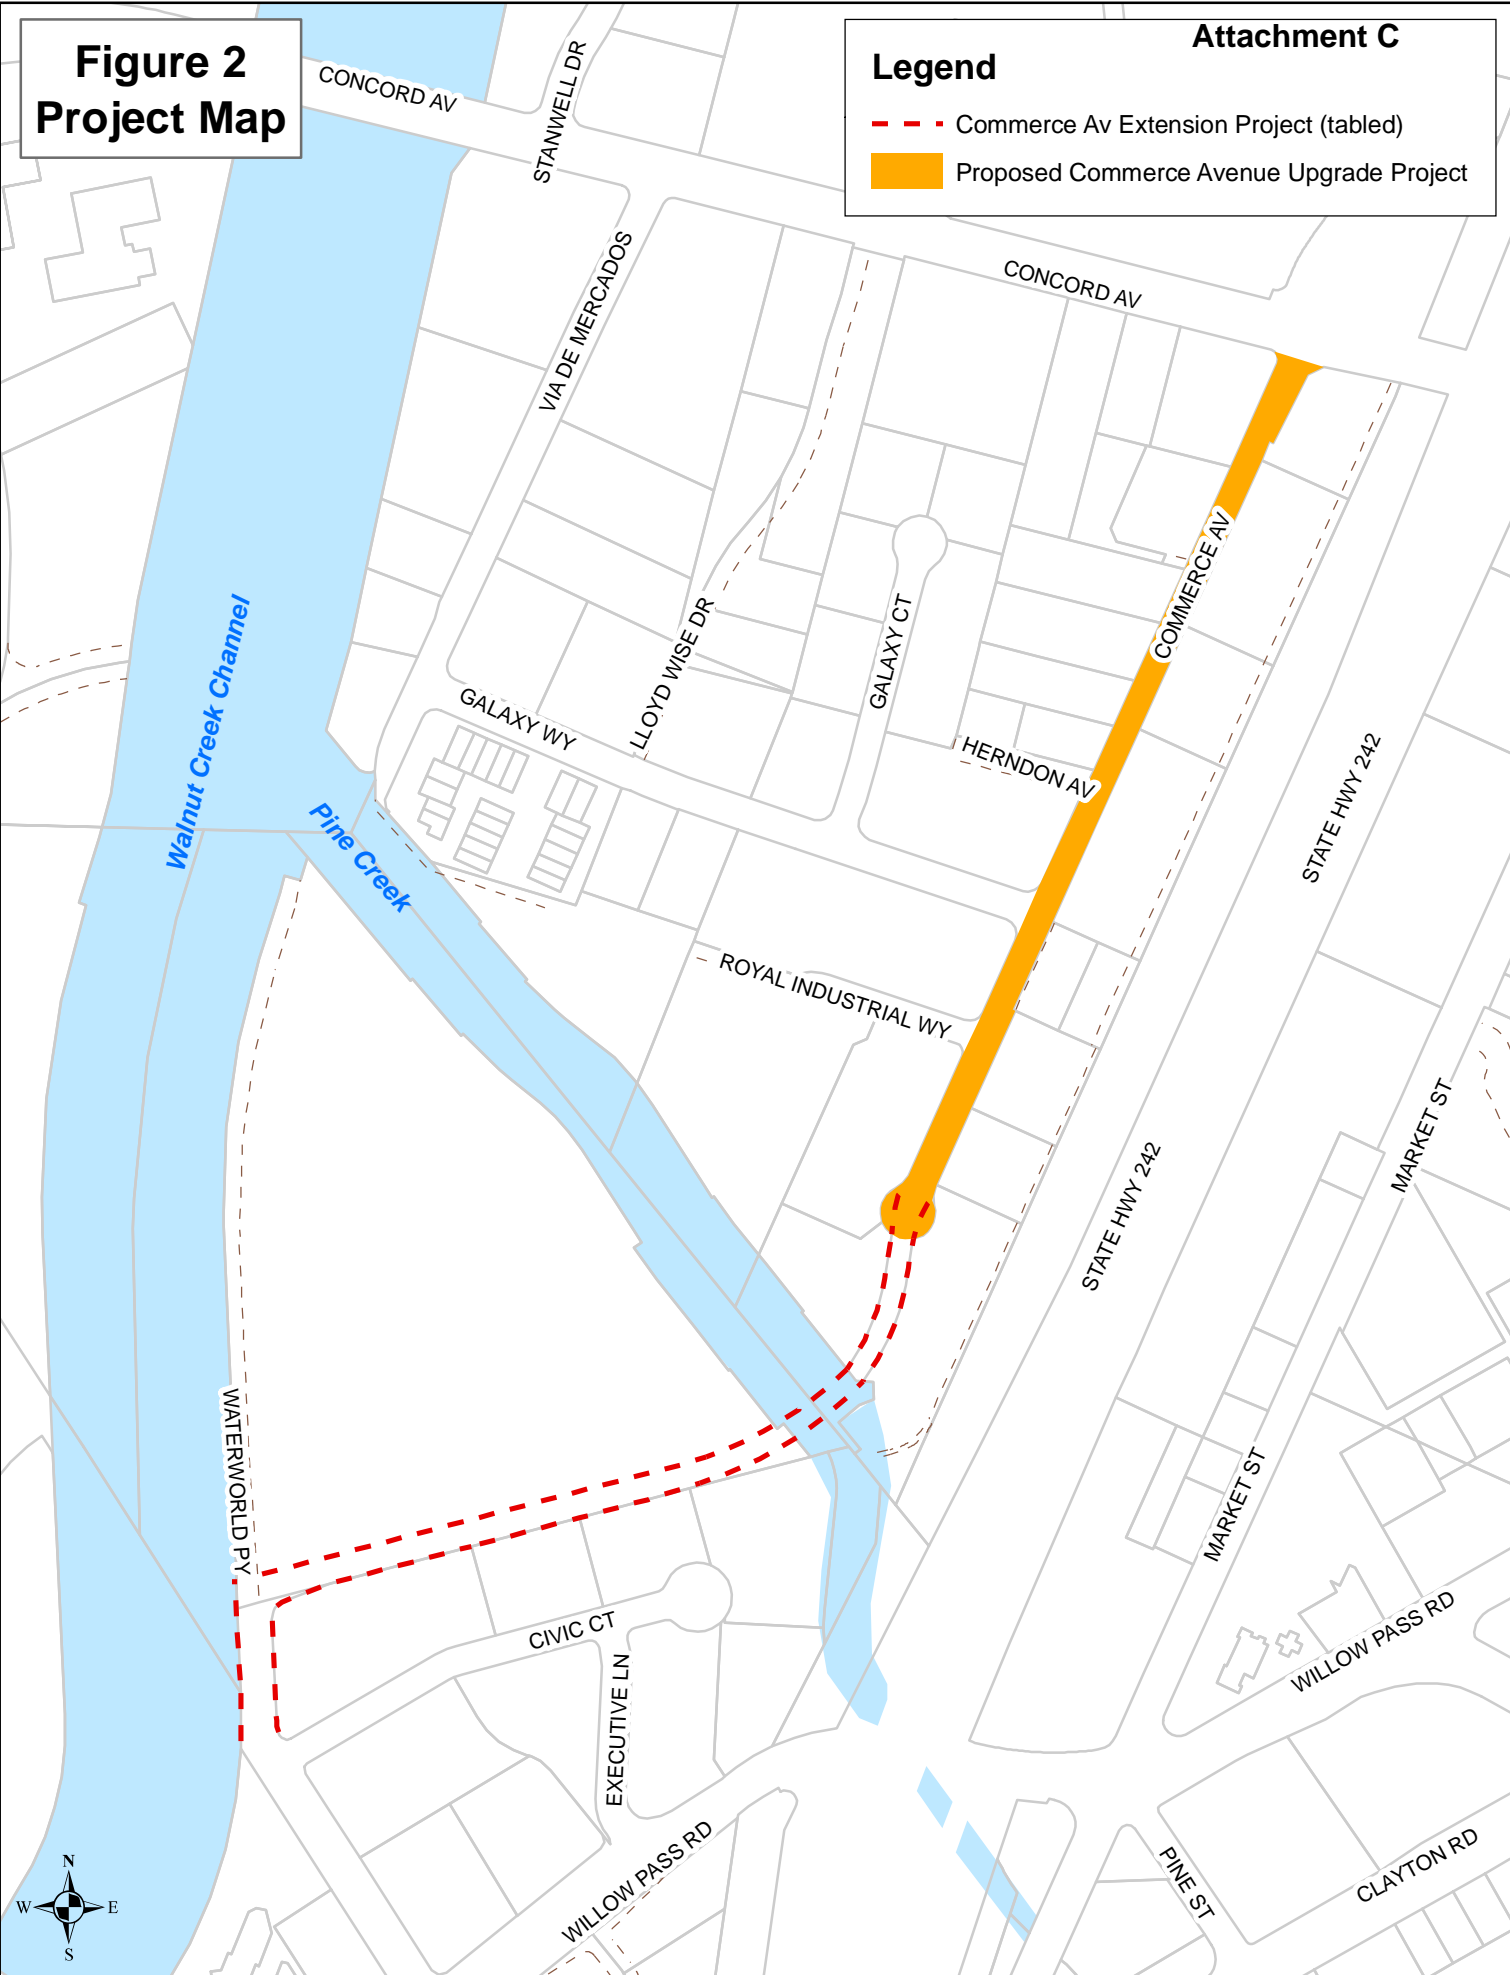 Figure 2
Project Map
Attachment C
Legend
Commerce Av Extension Project (tabled)
Proposed Commerce Avenue Upgrade Project
CONCORD AV
STANWELL DR
VIA DE MERCADOS
CONCORD AV
COMMERCE AV
Walnut Creek Channel
Pine Creek
GALAXY WY
LLOYD WISE DR
GALAXY CT
HERNDON AV
STATE HWY 242
ROYAL INDUSTRIAL WY
MARKET ST
STATE HWY 242
WATERWORLD PY
MARKET ST
CIVIC CT
EXECUTIVE LN
WILLOW PASS RD
WILLOW PASS RD
PINE ST
CLAYTON RD
N
W
E
S